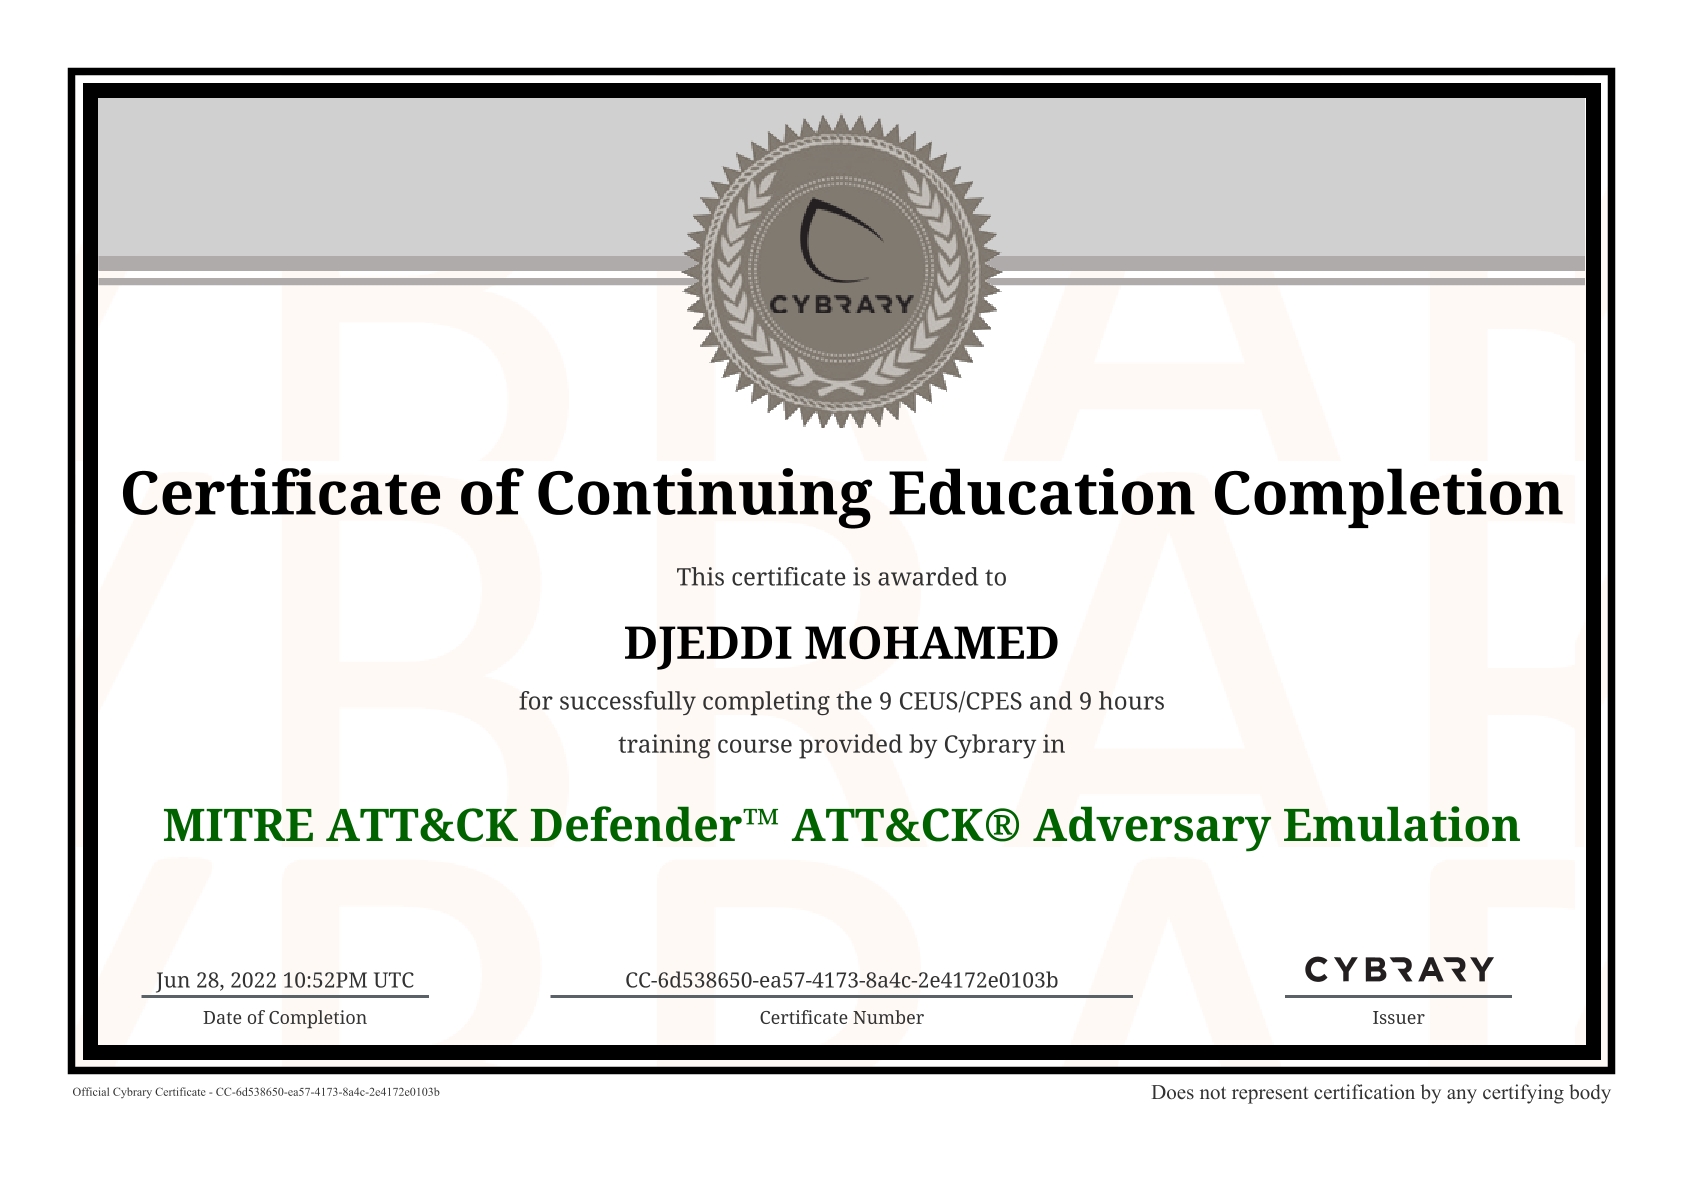 CYBRARY
Certificate of Continuing Education Completion
This certificate is awarded to
DJEDDI MOHAMED
for successfully completing the 9 CEUS/CPES and 9 hours
training course provided by Cybrary in
MITRE ATT&CK Defender™ ATT&CK® Adversary Emulation
Jun 28, 2022 10:52PM UTC
Date of Completion
CC-6d538650-ea57-4173-8a4c-2e4172e0103b
Certificate Number
CYBRARY
Issuer
Official Cybrary Certificate - CC-6d538650-ea57-4173-8a4c-2e4172e0103b
Does not represent certification by any certifying body